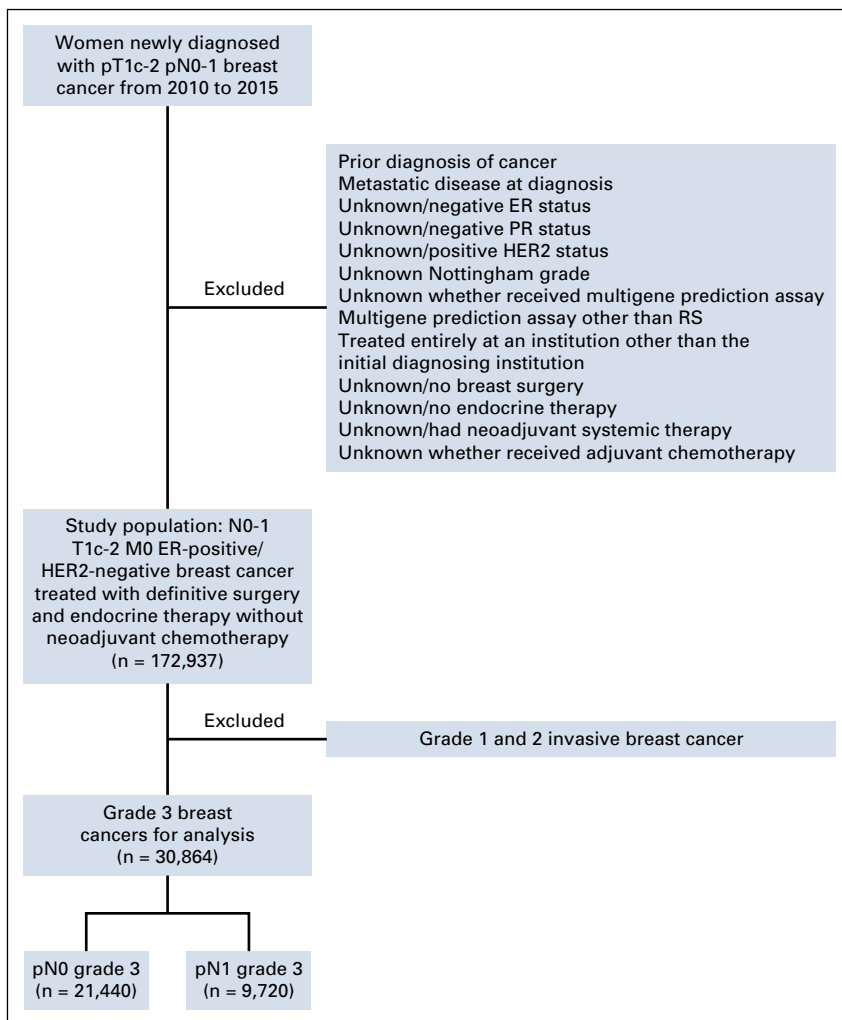 Women newly diagnosed
with pT1c-2 pN0-1 breast
cancer from 2010 to 2015
Prior diagnosis of cancer
Metastatic disease at diagnosis
Unknown/negative ER status
Unknown/negative PR status
Unknown/positive HER2 status
Unknown Nottingham grade
Unknown whether received multigene prediction assay
Multigene prediction assay other than RS
Treated entirely at an institution other than the
initial diagnosing institution
Unknown/no breast surgery
Unknown/no endocrine therapy
Unknown/had neoadjuvant systemic therapy
Unknown whether received adjuvant chemotherapy
Excluded
Study population: N0-1
T1c-2 M0 ER-positive/
HER2-negative breast cancer
treated with definitive surgery
and endocrine therapy without
neoadjuvant chemotherapy
(n = 172,937)
Excluded
Grade 1 and 2 invasive breast cancer
Grade 3 breast
cancers for analysis
(n = 30,864)
pN0 grade 3
(n = 21,440)
pN1 grade 3
(n = 9,720)